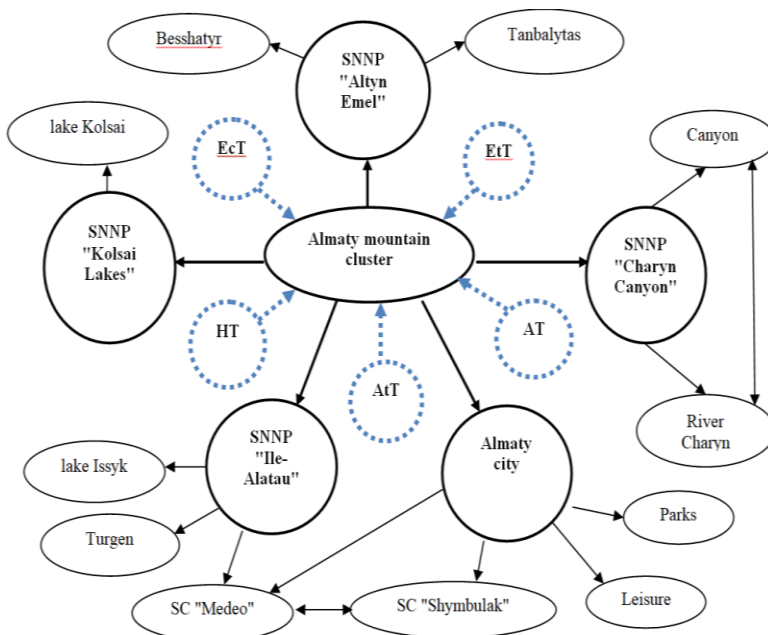 Besshatyr
SNNP
"Altyn
Emel"
Tanbalytas
lake Kolsai
EcT
EtT
Canyon
SNNP
"Kolsai
Lakes"
Almaty mountain
cluster
SNNP
"Charyn
Canyon"
HT
AtT
AT
SNNP
"Ile-
Alatau"
Almaty
city
River
Charyn
lake Issyk
Turgen
Parks
SC "Medeo"
SC "Shymbulak"
Leisure